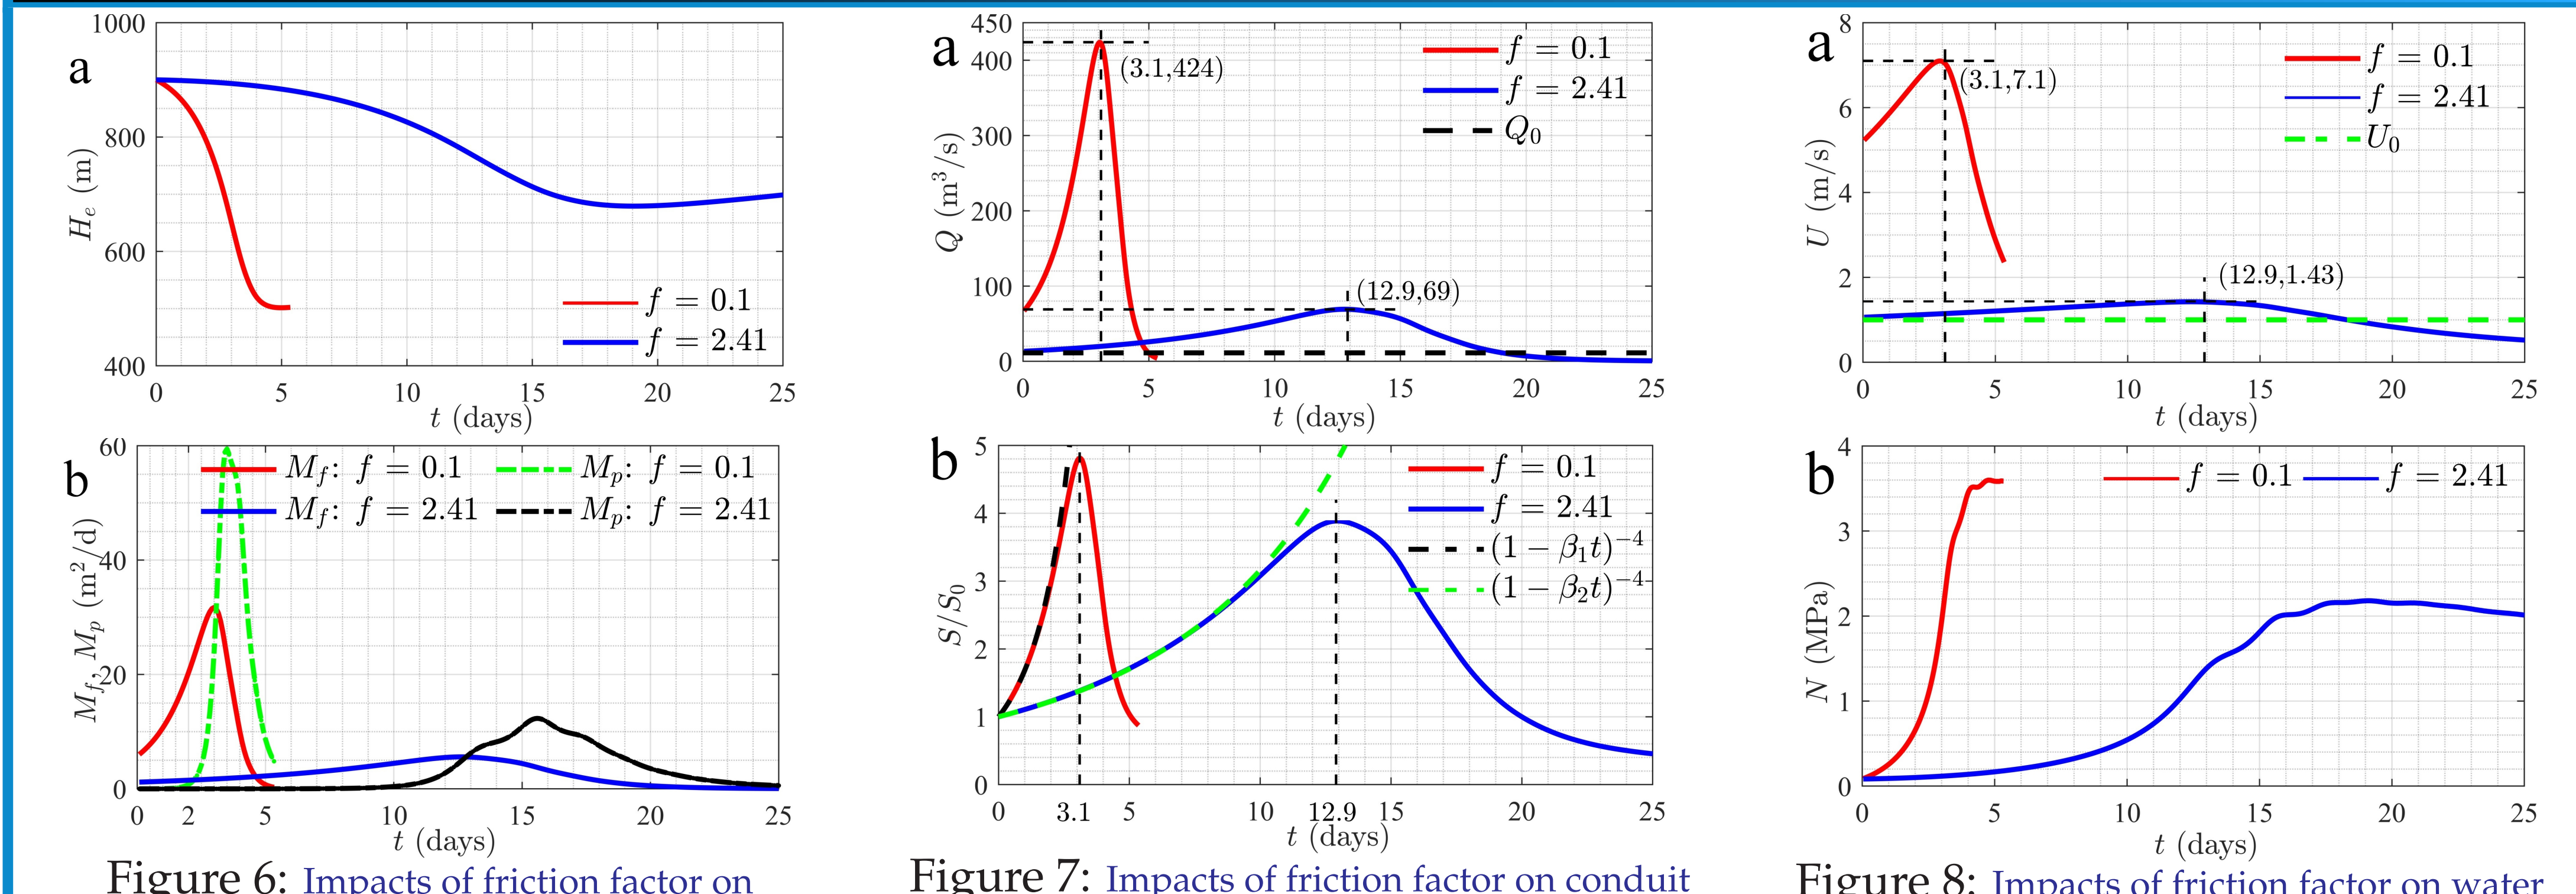 a
1000
800
600
400
H_e (m)
0 5 10 15 20 25
t (days)
f = 0.1
f = 2.41
b
60
40
20
0
M_f, M_p (m²/d)
M_f: f = 0.1
M_f: f = 2.41
M_p: f = 0.1
M_p: f = 2.41
0 2 5 10 15 20 25
t (days)
Figure 6: Impacts of friction factor on
a
450
400
300
200
100
0
Q (m³/s)
(3.1,424)
(12.9,69)
f = 0.1
f = 2.41
Q₀
0 5 10 15 20 25
t (days)
b
5
4
3
2
1
0
S/S₀
f = 0.1
f = 2.41
(1 − β₁t)⁻⁴
(1 − β₂t)⁻⁴
0 3.1 5 10 12.9 15 20 25
t (days)
Figure 7: Impacts of friction factor on conduit
a
8
6
4
2
0
U (m/s)
(3.1,7.1)
(12.9,1.43)
f = 0.1
f = 2.41
U₀
0 5 10 15 20 25
t (days)
b
4
3
2
1
0
N (MPa)
f = 0.1
f = 2.41
0 5 10 15 20 25
t (days)
Figure 8: Impacts of friction factor on water